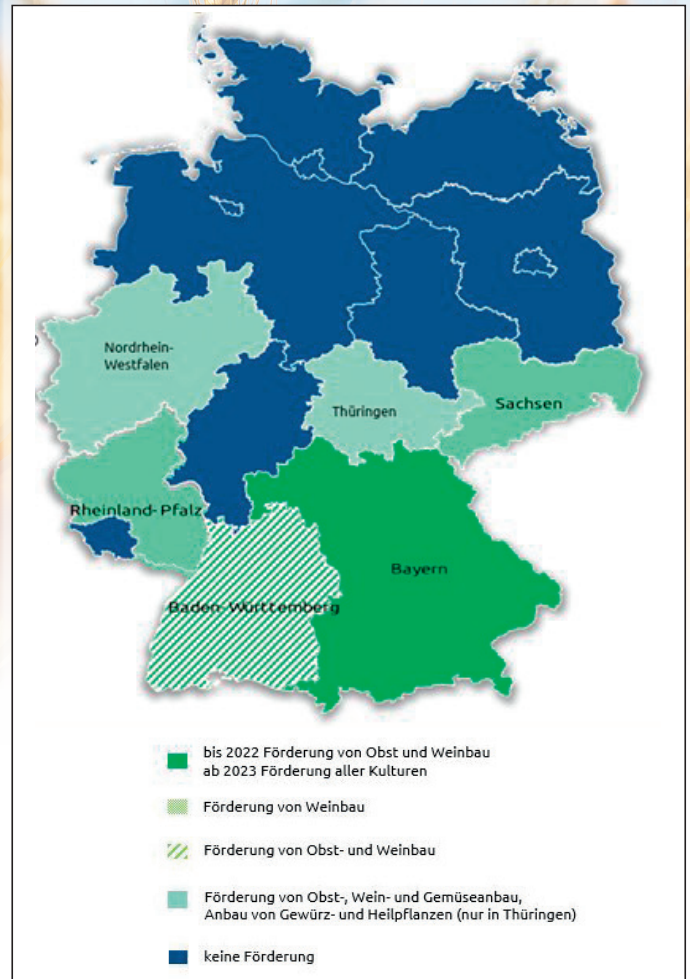 Nordrhein-
Westfalen
Thüringen
Sachsen
Rheinland-Pfalz
Bayern
Baden-Württemberg
bis 2022 Förderung von Obst und Weinbau
ab 2023 Förderung aller Kulturen
Förderung von Weinbau
Förderung von Obst- und Weinbau
Förderung von Obst-, Wein- und Gemüseanbau,
Anbau von Gewürz- und Heilpflanzen (nur in Thüringen)
keine Förderung